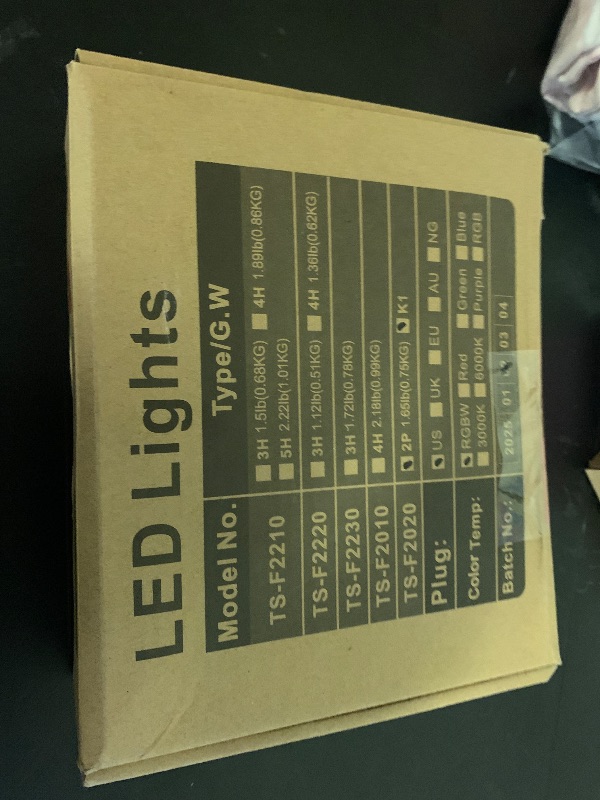 LED Lights
Model No. Type/G.W
TS-F2210 3H 1.5lb(0.68KG) 4H 1.89lb(0.86KG)
5H 2.22lb(1.01KG)
TS-F2220 3H 1.12lb(0.51KG) 4H 1.36lb(0.62KG)
TS-F2230 3H 1.72lb(0.78KG)
TS-F2010 4H 2.18lb(0.99KG)
TS-F2020 2P 1.65lb(0.75KG) K1
Plug: US UK EU AU NG
Color Temp: RGBW Red Green Blue
3000K 6000K Purple RGB
Batch No.: 2025 01 03 04